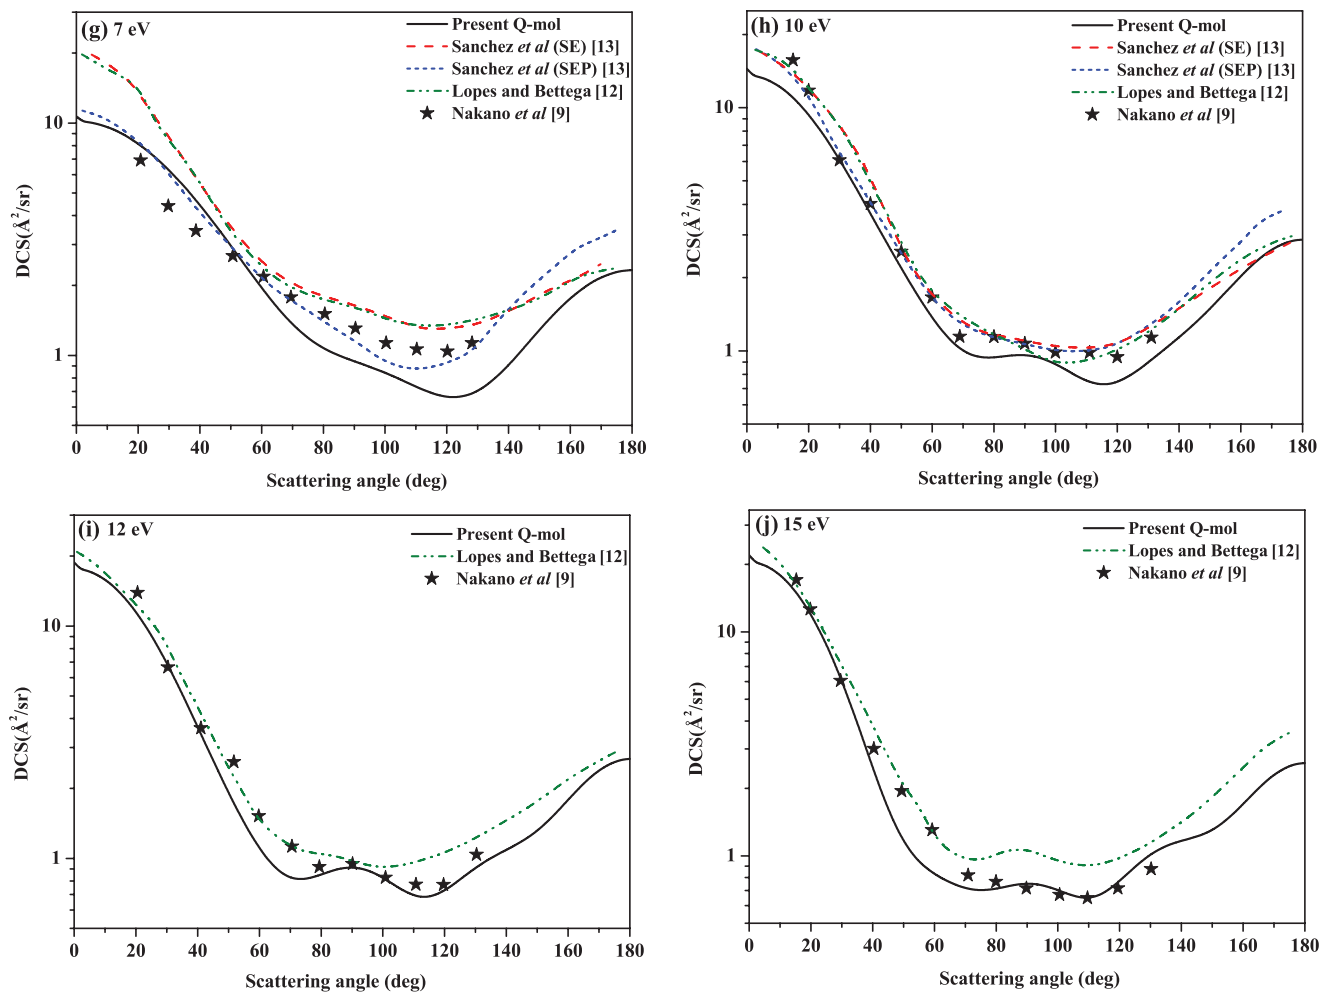 (g) 7 eV
Present Q-mol
Sanchez et al (SE) [13]
Sanchez et al (SEP) [13]
Lopes and Bettega [12]
Nakano et al [9]
10
1
DCS(Å²/sr)
0 20 40 60 80 100 120 140 160 180
Scattering angle (deg)
(h) 10 eV
Present Q-mol
Sanchez et al (SE) [13]
Sanchez et al (SEP) [13]
Lopes and Bettega [12]
Nakano et al [9]
10
1
DCS(Å²/sr)
0 20 40 60 80 100 120 140 160 180
Scattering angle (deg)
(i) 12 eV
Present Q-mol
Lopes and Bettega [12]
Nakano et al [9]
10
1
DCS(Å²/sr)
0 20 40 60 80 100 120 140 160 180
Scattering angle (deg)
(j) 15 eV
Present Q-mol
Lopes and Bettega [12]
Nakano et al [9]
10
1
DCS(Å²/sr)
0 20 40 60 80 100 120 140 160 180
Scattering angle (deg)